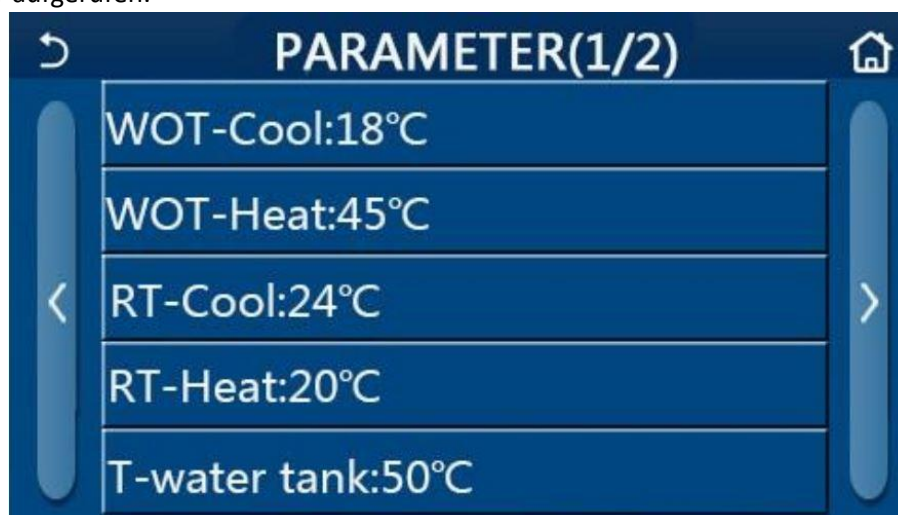 PARAMETER(1/2)
WOT-Cool:18℃
WOT-Heat:45℃
RT-Cool:24℃
RT-Heat:20℃
T-water tank:50℃